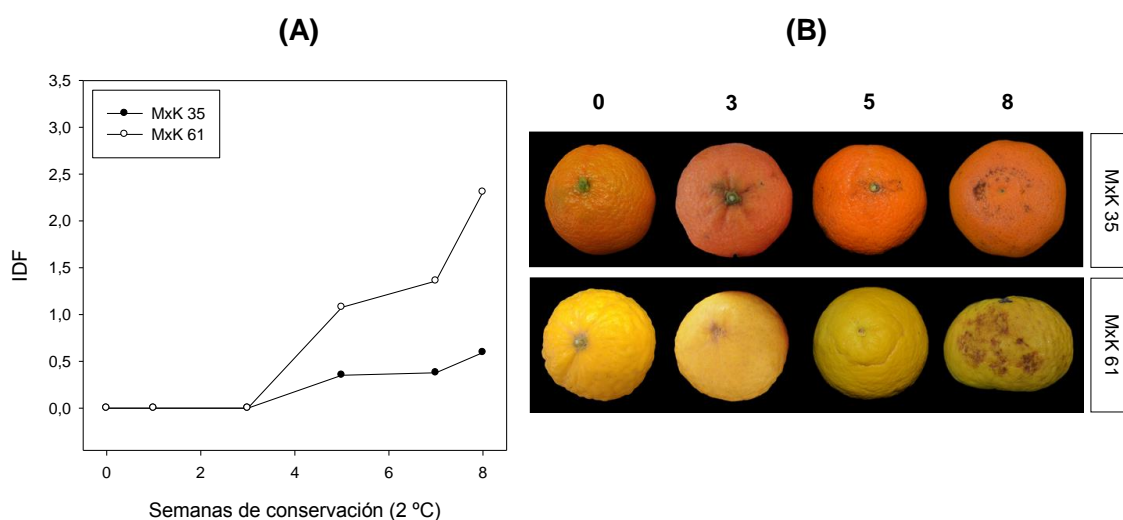 (A)
(B)
3,5
3,0
2,5
2,0
1,5
1,0
0,5
0,0
IDF
MxK 35
MxK 61
0 2 4 6 8
Semanas de conservación (2 ºC)
0 3 5 8
MxK 35
MxK 61